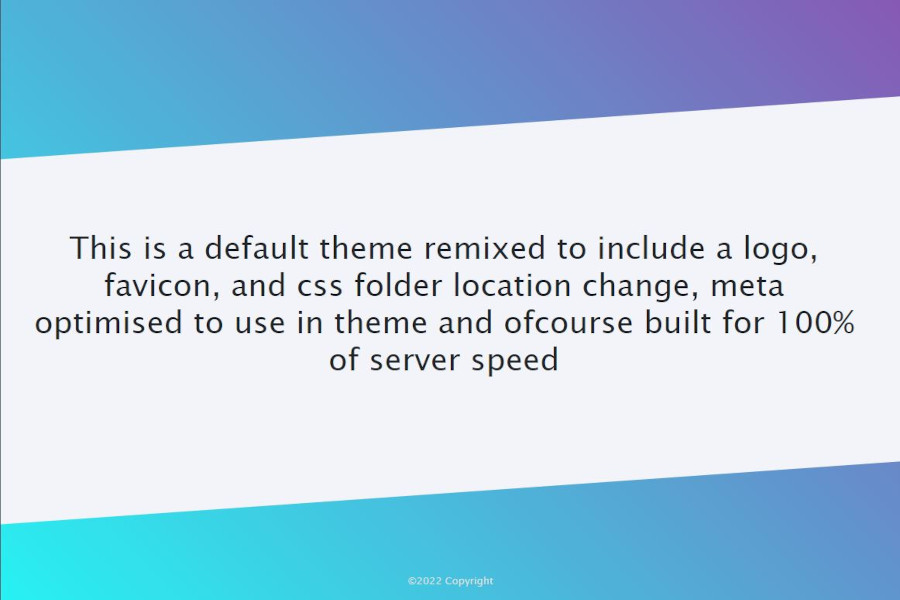 This is a default theme remixed to include a logo,
favicon, and css folder location change, meta
optimised to use in theme and ofcourse built for 100%
of server speed
©2022 Copyright